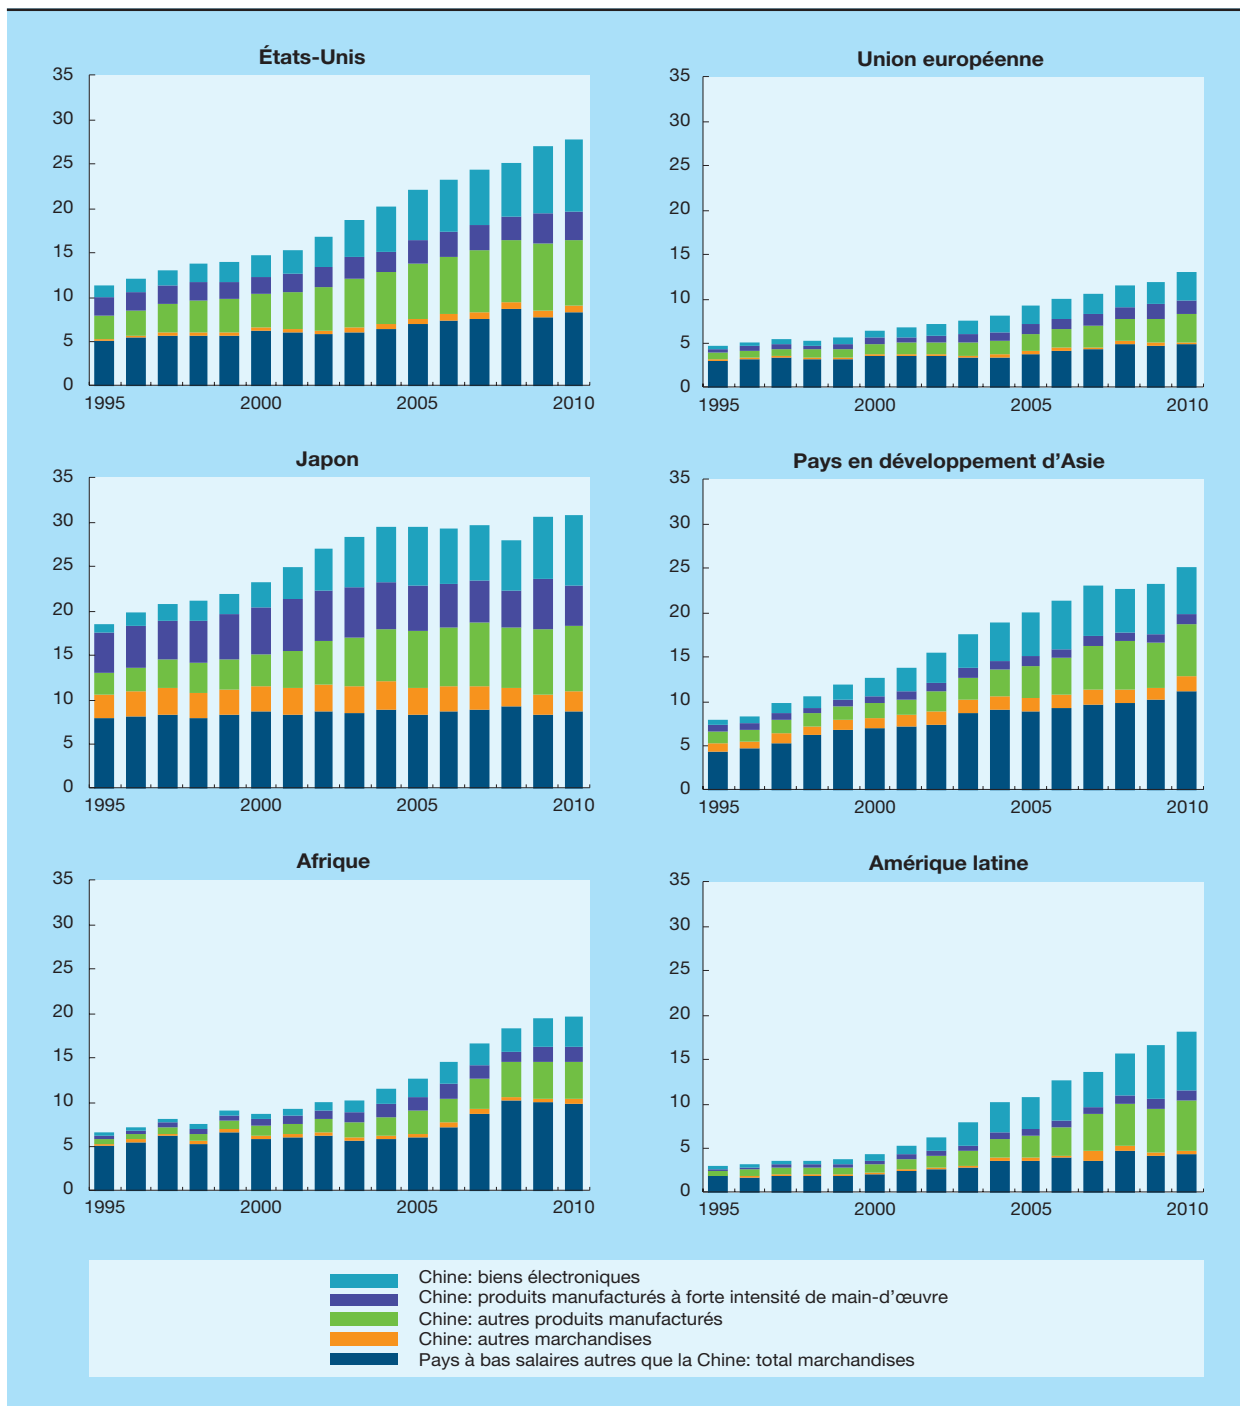 États-Unis
35
30
25
20
15
10
5
0
1995 2000 2005 2010
Union européenne
35
30
25
20
15
10
5
0
1995 2000 2005 2010
Japon
35
30
25
20
15
10
5
0
1995 2000 2005 2010
Pays en développement d'Asie
35
30
25
20
15
10
5
0
1995 2000 2005 2010
Afrique
35
30
25
20
15
10
5
0
1995 2000 2005 2010
Amérique latine
35
30
25
20
15
10
5
0
1995 2000 2005 2010
Chine: biens électroniques
Chine: produits manufacturés à forte intensité de main-d'œuvre
Chine: autres produits manufacturés
Chine: autres marchandises
Pays à bas salaires autres que la Chine: total marchandises